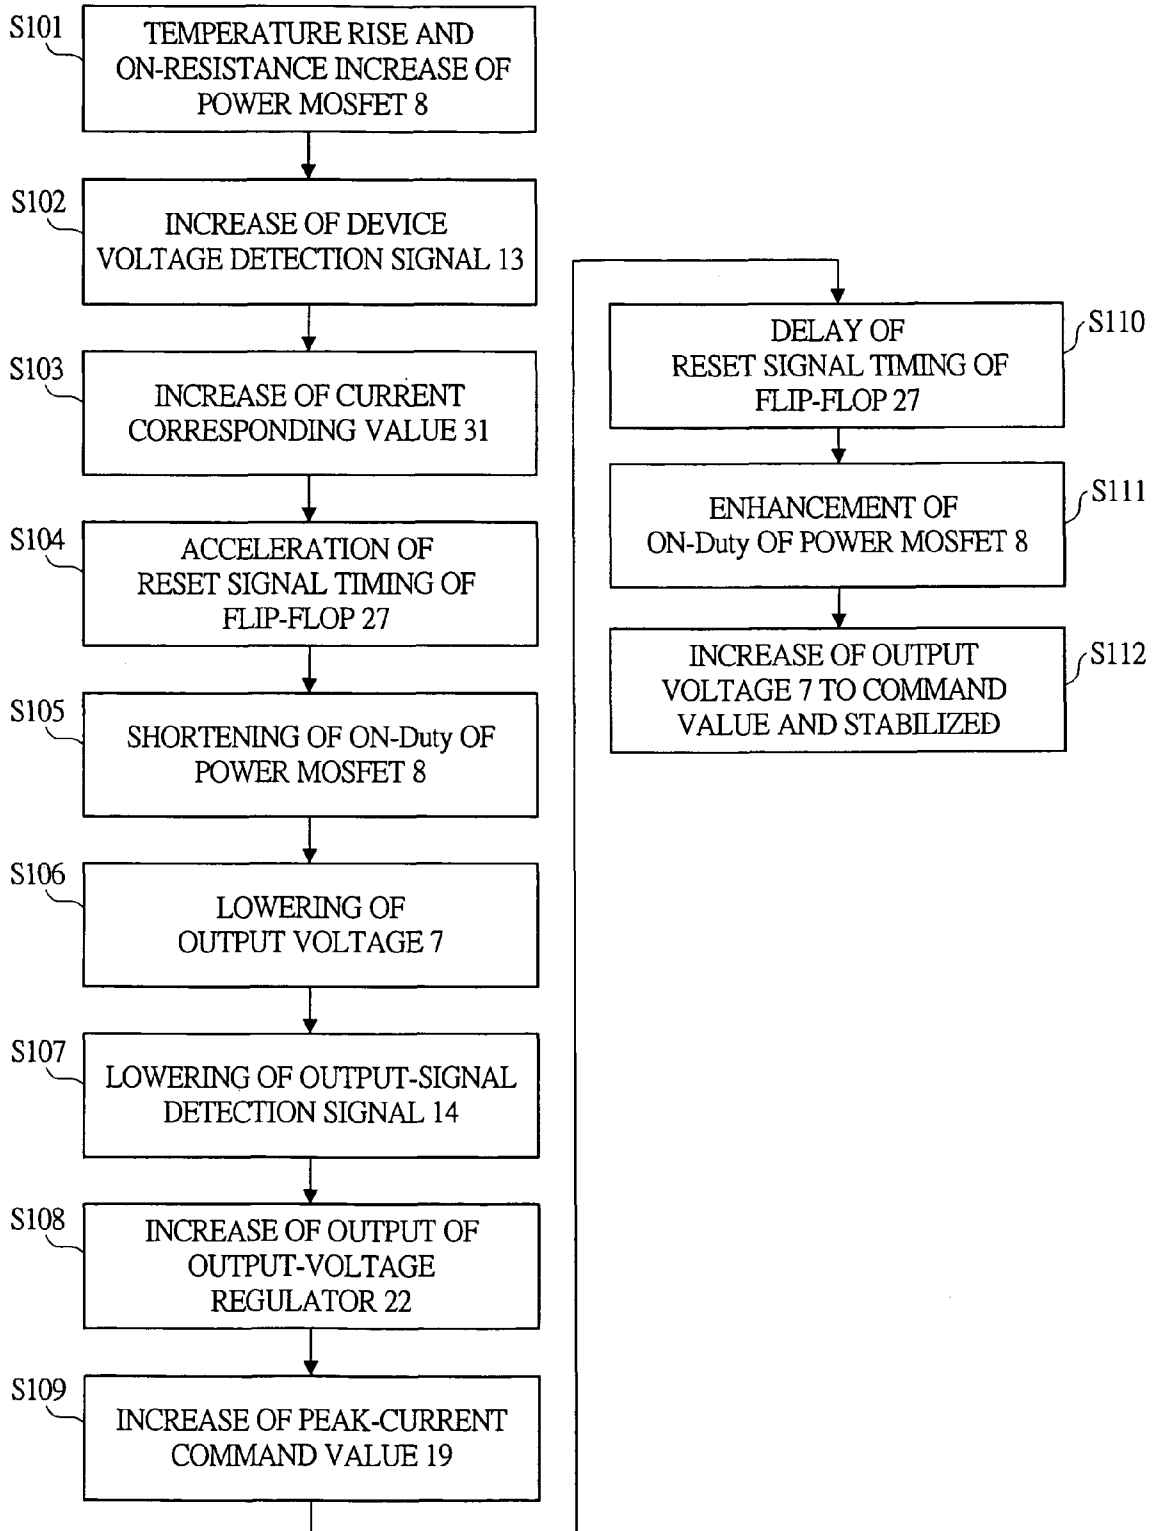 S101
TEMPERATURE RISE AND
ON-RESISTANCE INCREASE OF
POWER MOSFET 8
S102
INCREASE OF DEVICE
VOLTAGE DETECTION SIGNAL 13
S103
INCREASE OF CURRENT
CORRESPONDING VALUE 31
S104
ACCELERATION OF
RESET SIGNAL TIMING OF
FLIP-FLOP 27
S105
SHORTENING OF ON-Duty OF
POWER MOSFET 8
S106
LOWERING OF
OUTPUT VOLTAGE 7
S107
LOWERING OF OUTPUT-SIGNAL
DETECTION SIGNAL 14
S108
INCREASE OF OUTPUT OF
OUTPUT-VOLTAGE
REGULATOR 22
S109
INCREASE OF PEAK-CURRENT
COMMAND VALUE 19
S110
DELAY OF
RESET SIGNAL TIMING OF
FLIP-FLOP 27
S111
ENHANCEMENT OF
ON-Duty OF POWER MOSFET 8
S112
INCREASE OF OUTPUT
VOLTAGE 7 TO COMMAND
VALUE AND STABILIZED